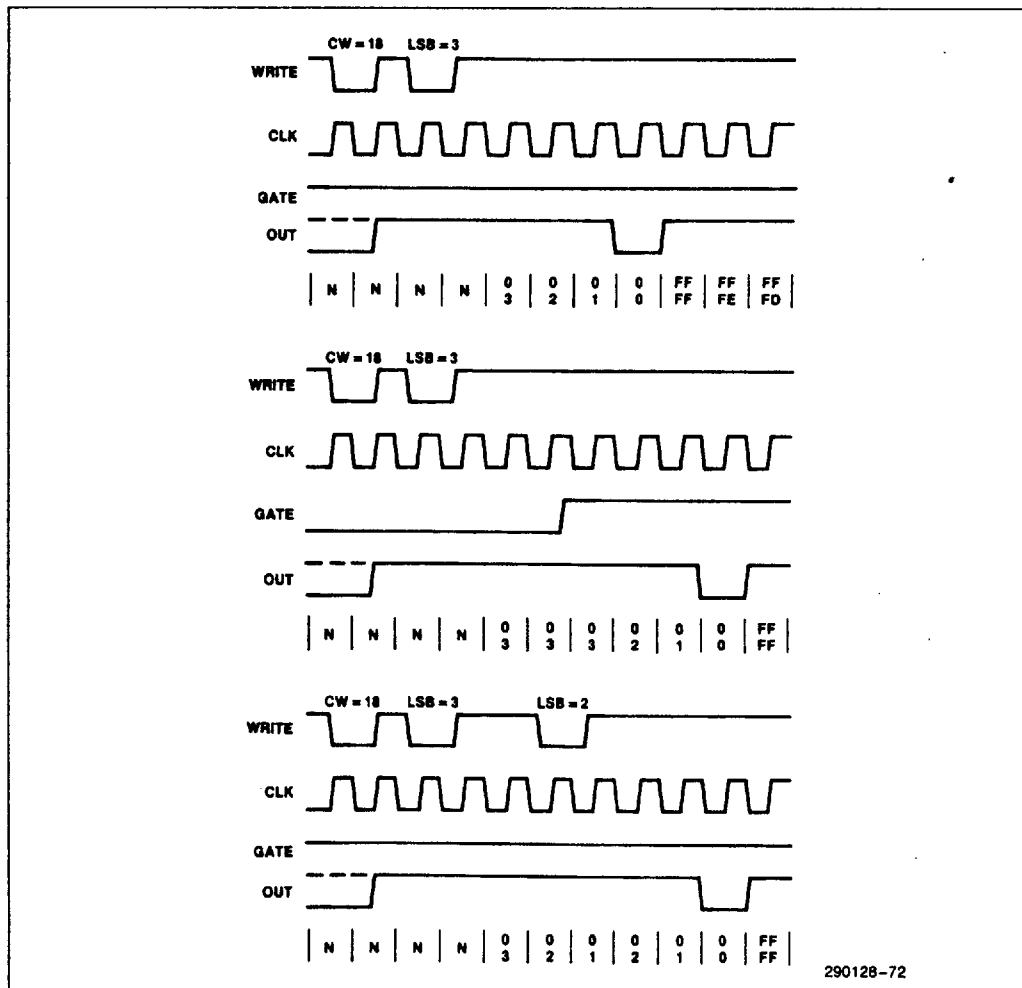 CW = 18 LSB = 3
WRITE
CLK
GATE
OUT
N N N N 0 0 0 0 FF FF FF
3 2 1 0 FF FE FD
CW = 18 LSB = 3
WRITE
CLK
GATE
OUT
N N N N 0 0 0 0 0 0 FF
3 3 3 2 1 0 FF
CW = 18 LSB = 3 LSB = 2
WRITE
CLK
GATE
OUT
N N N N 0 0 0 0 0 0 FF
3 2 1 2 1 0 FF
290128-72